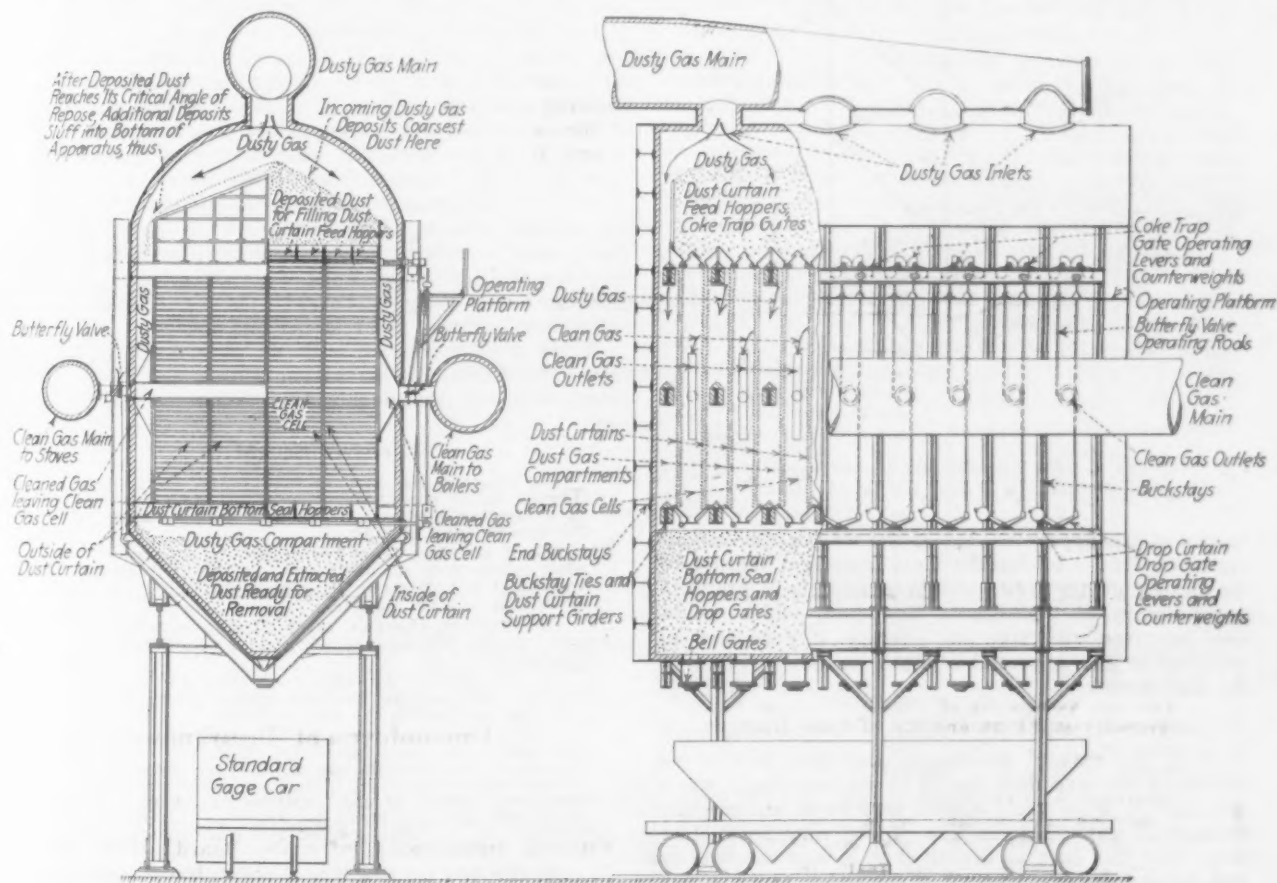 Dusty Gas Main
After Deposited Dust
Reaches Its Critical Angle of
Repose, Additional Deposits
Sluff into Bottom of
Apparatus, thus
Incoming Dusty Gas
Deposits Coarsest
Dust Here
Dusty Gas
Deposited Dust
for Filling Dust
Curtain Feed Hoppers
Dusty Gas
Dusty Gas
Operating
Platform
Butterfly Valve
Butterfly Valve
CLEAN
GAS
CELL
Clean Gas Main
to Stoves
Clean Gas
Main to
Boilers
Cleaned Gas
leaving Clean
Gas Cell
Cleaned Gas
leaving Clean
Gas Cell
Dust Curtain Bottom Seal Hoppers
Outside of
Dust Curtain
Dusty Gas Compartment
Deposited and Extracted
Dust Ready for
Removal
Inside of
Dust Curtain
Standard
Gage Car
Dusty Gas Main
Dusty Gas
Dusty Gas Inlets
Dust Curtain
Feed Hoppers,
Coke Trap Gates
Coke Trap
Gate Operating
Levers and
Counterweights
Dusty Gas
Operating Platform
Clean Gas
Butterfly Valve
Operating Rods
Clean Gas
Outlets
Clean
Gas
Main
Dust Curtains
Dust Gas
Compartments
Clean Gas Outlets
Clean Gas Cells
Buckstays
End Buckstays
Buckstay Ties and
Dust Curtain
Support Girders
Dust Curtain
Bottom Seal
Hoppers and
Drop Gates
Drop Curtain
Drop Gate
Operating
Levers and
Counterweights
Bell Gates